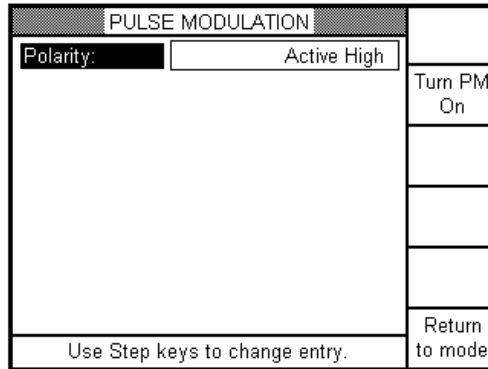 PULSE MODULATION
Polarity:
Active High
Turn PM
On
Return
to mode
Use Step keys to change entry.